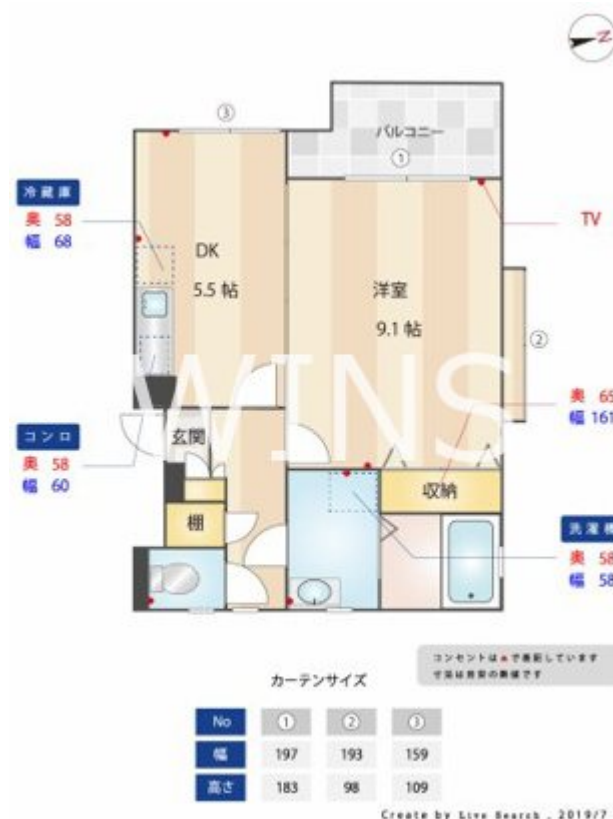 N
③
バルコニー
①
冷蔵庫
奥 58
幅 68
TV
DK
5.5 帖
洋室
9.1 帖
②
WINS
奥 65
幅 161
コンロ
奥 58
幅 60
玄関
収納
棚
洗濯機
奥 58
幅 58
コンセントは▲で表記しています
寸法は目安の数値です
カーテンサイズ
No ① ② ③
幅 197 193 159
高さ 183 98 109
Create by Live Search . 2019/7